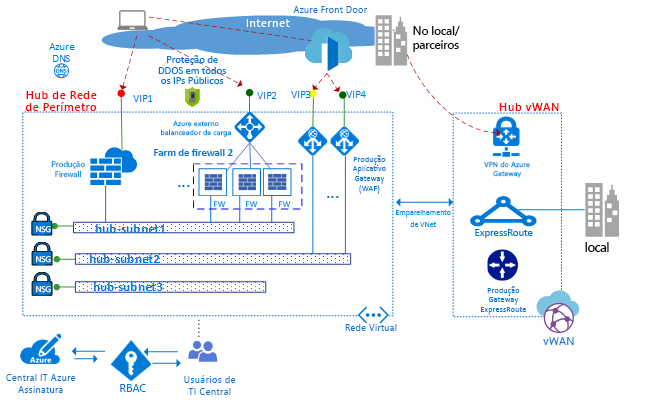 Azure Front Door
Internet
No local/
parceiros
Azure
DNS
Proteção de
DDOS em todos
os IPs Públicos
Hub de Rede
de Perímetro
VIP1
VIP2
VIP3
VIP4
Hub vWAN
Azure externo
balanceador de carga
Farm de firewall 2
Produção
Firewall
...
FW
FW
FW
...
Produção
Aplicativo
Gateway
(WAF)
VPN do Azure
Gateway
Emparelhamento
de VNet
ExpressRoute
local
NSG
hub-subnet1
NSG
hub-subnet2
NSG
hub-subnet3
Produção
Gateway
ExpressRoute
Rede Virtual
vWAN
Azure
Central IT Azure
Assinatura
RBAC
Usuários de
TI Central
DNS